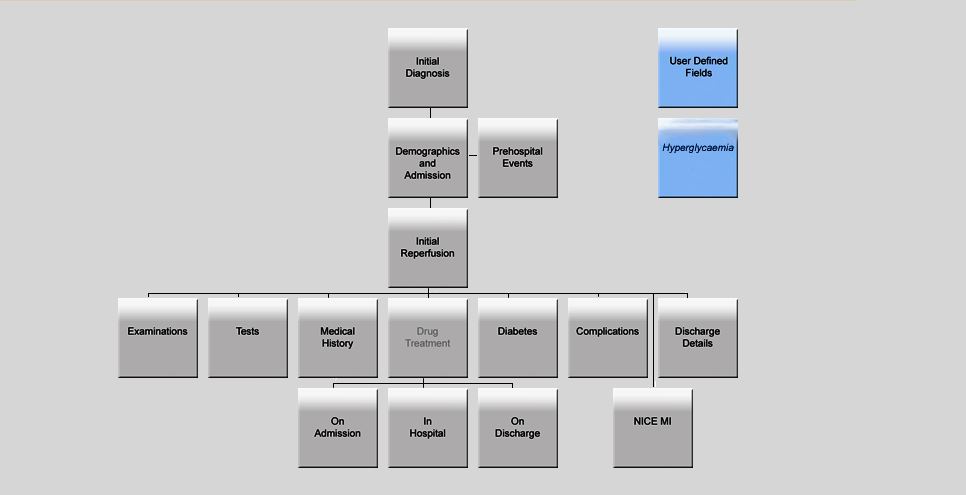 Initial
Diagnosis
User Defined
Fields
Demographics
and
Admission
Prehospital
Events
Hyperglycaemia
Initial
Reperfusion
Examinations
Tests
Medical
History
Drug
Treatment
Diabetes
Complications
Discharge
Details
On
Admission
In
Hospital
On
Discharge
NICE MI